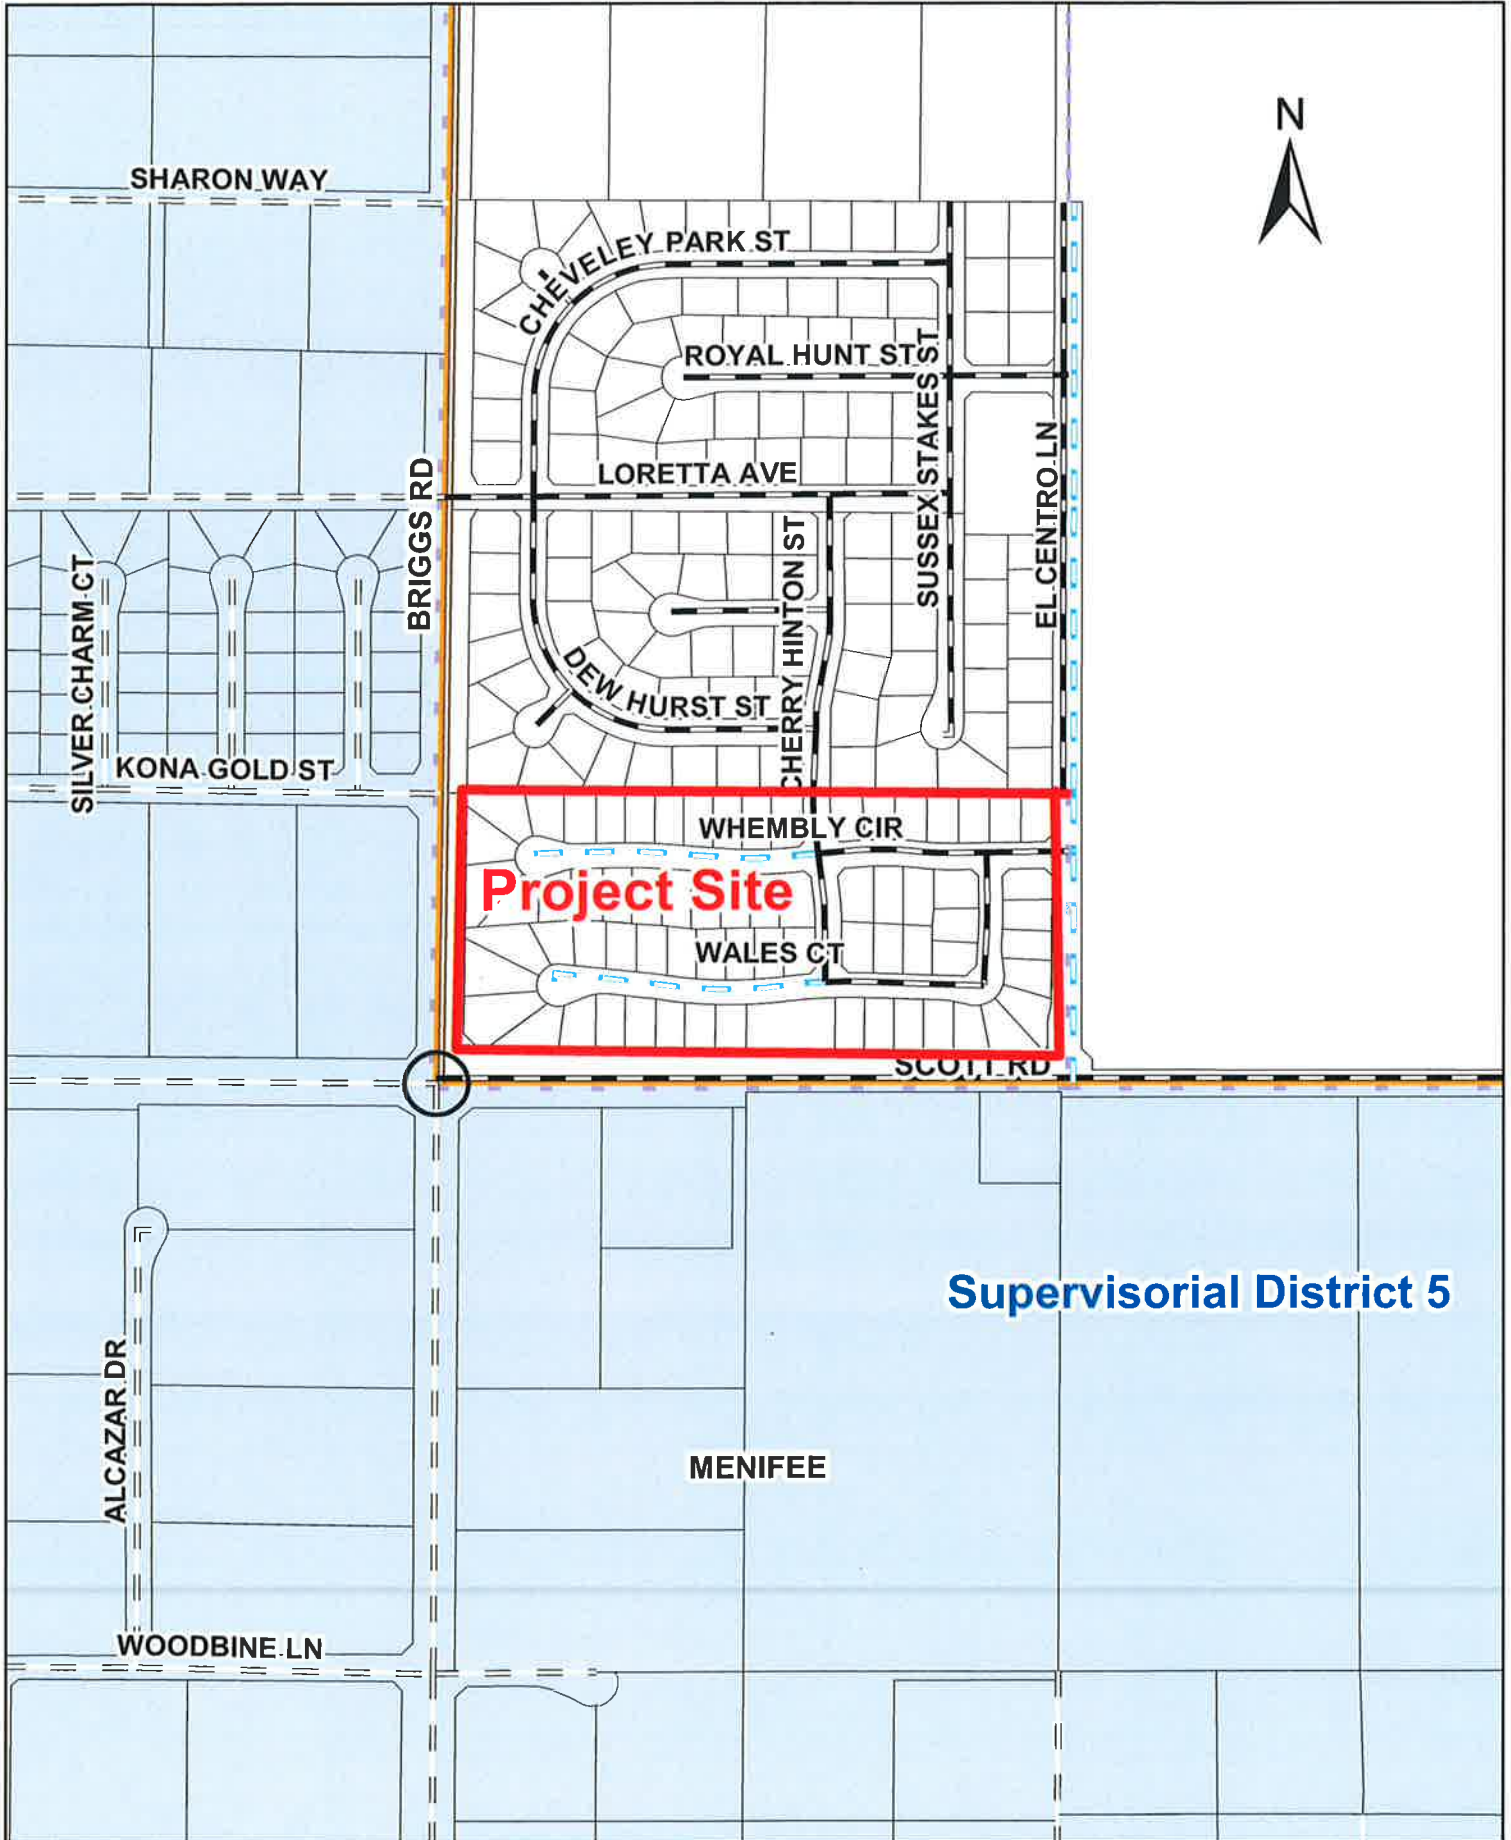 N
SHARON WAY
CHEVELEY PARK ST
ROYAL HUNT ST
SUSSEX STAKES ST
LORETTA AVE
BRIGGS RD
EL CENTRO LN
CHERRY HINTON ST
SILVER CHARM CT
DEW HURST ST
KONA GOLD ST
WHEMBLY CIR
Project Site
WALES CT
SCOTT RD
Supervisorial District 5
ALCAZAR DR
MENIFEE
WOODBINE LN